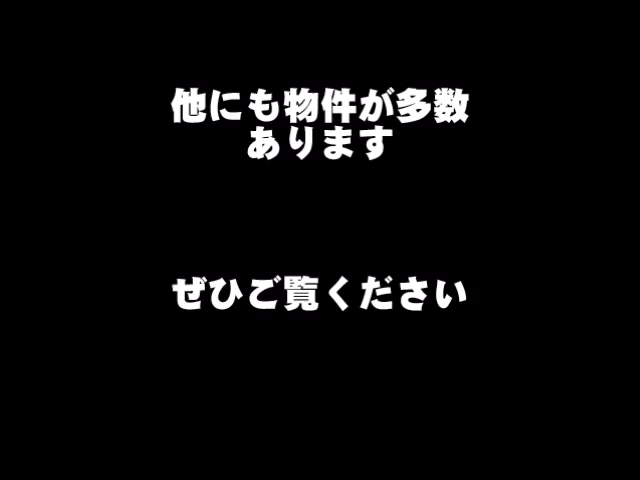 他にも物件が多数
あります
ぜひご覧ください